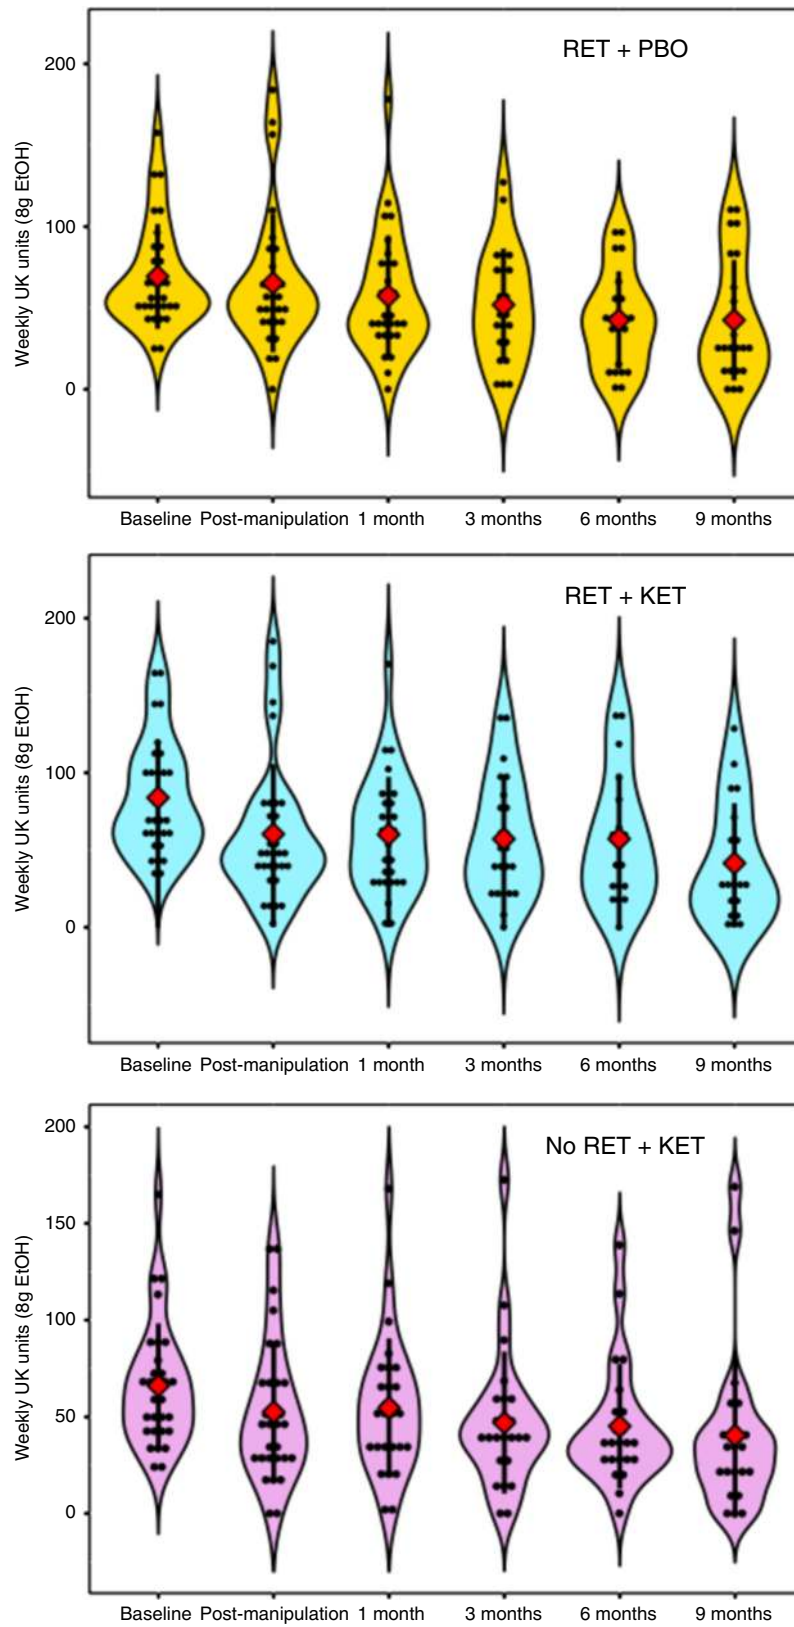 RET + PBO
Weekly UK units (8g EtOH)
200
100
0
Baseline Post-manipulation 1 month 3 months 6 months 9 months
RET + KET
Weekly UK units (8g EtOH)
200
100
0
Baseline Post-manipulation 1 month 3 months 6 months 9 months
No RET + KET
Weekly UK units (8g EtOH)
200
150
100
50
0
Baseline Post-manipulation 1 month 3 months 6 months 9 months